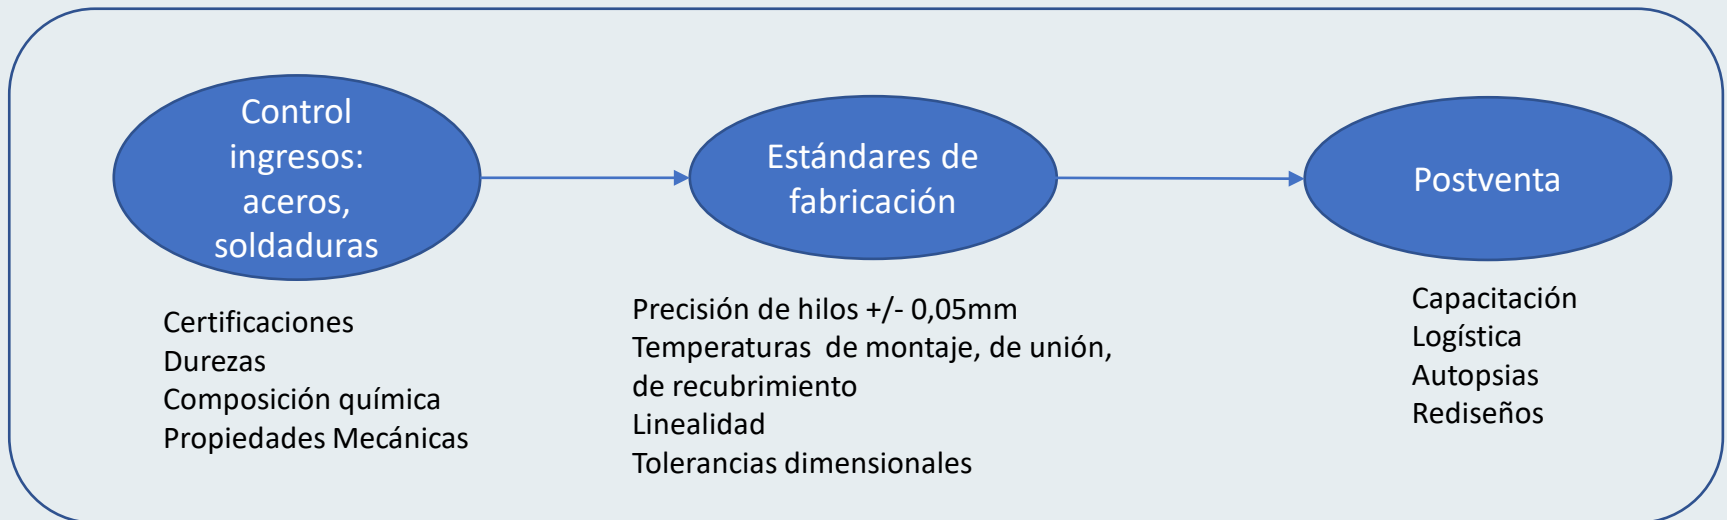 Control
ingresos:
aceros,
soldaduras
Estándares de
fabricación
Postventa
Certificaciones
Durezas
Composición química
Propiedades Mecánicas
Precisión de hilos +/- 0,05mm
Temperaturas  de montaje, de unión,
de recubrimiento
Linealidad
Tolerancias dimensionales
Capacitación
Logística
Autopsias
Rediseños